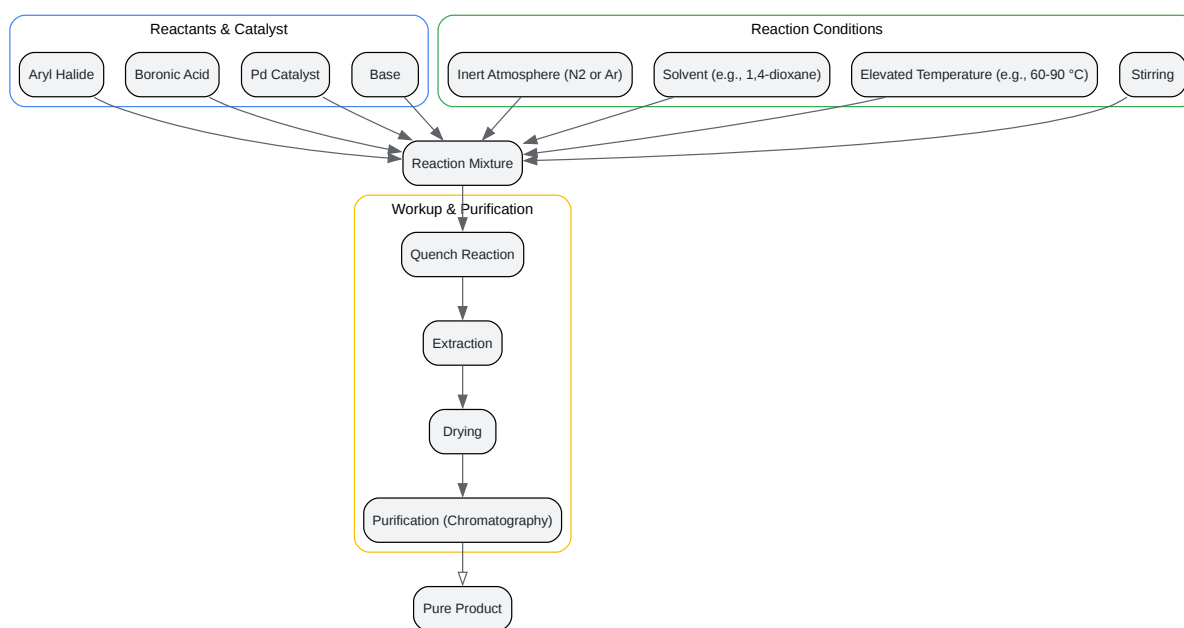 Reactants & Catalyst
Reaction Conditions
Aryl Halide
Boronic Acid
Pd Catalyst
Base
Inert Atmosphere (N2 or Ar)
Solvent (e.g., 1,4-dioxane)
Elevated Temperature (e.g., 60-90 °C)
Stirring
Reaction Mixture
Workup & Purification
Quench Reaction
Extraction
Drying
Purification (Chromatography)
Pure Product